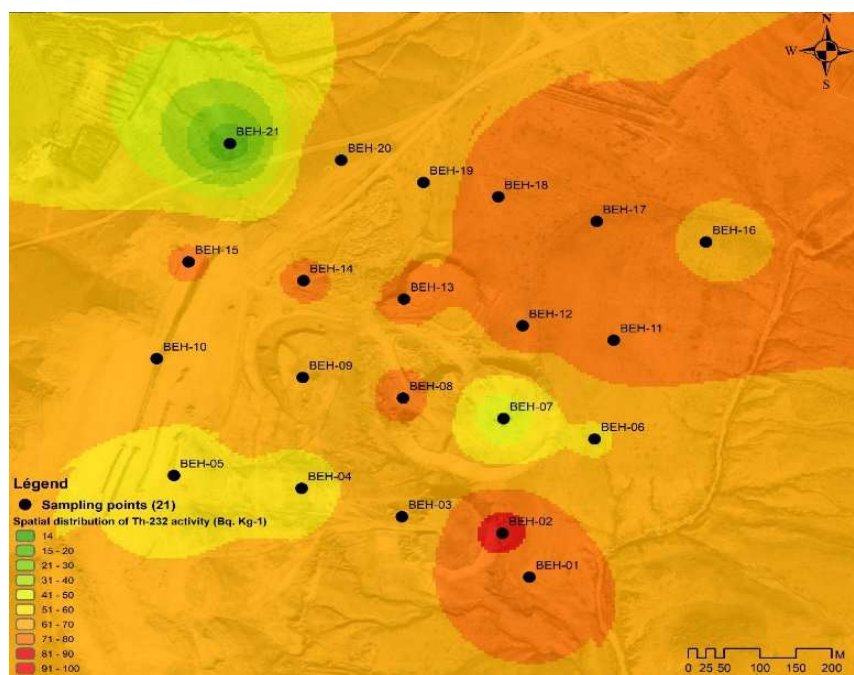 N
W
S
BEH-21
BEH-20
BEH-19
BEH-18
BEH-17
BEH-16
BEH-15
BEH-14
BEH-13
BEH-12
BEH-11
BEH-10
BEH-09
BEH-08
BEH-07
BEH-06
BEH-05
BEH-04
BEH-03
BEH-02
BEH-01
Légend
Sampling points (21)
Spatial distribution of Th-232 activity (Bq. Kg-1)
14
15 - 20
21 - 30
31 - 40
41 - 50
51 - 60
61 - 70
71 - 80
81 - 90
91 - 100
M
0 25 50 100 150 200